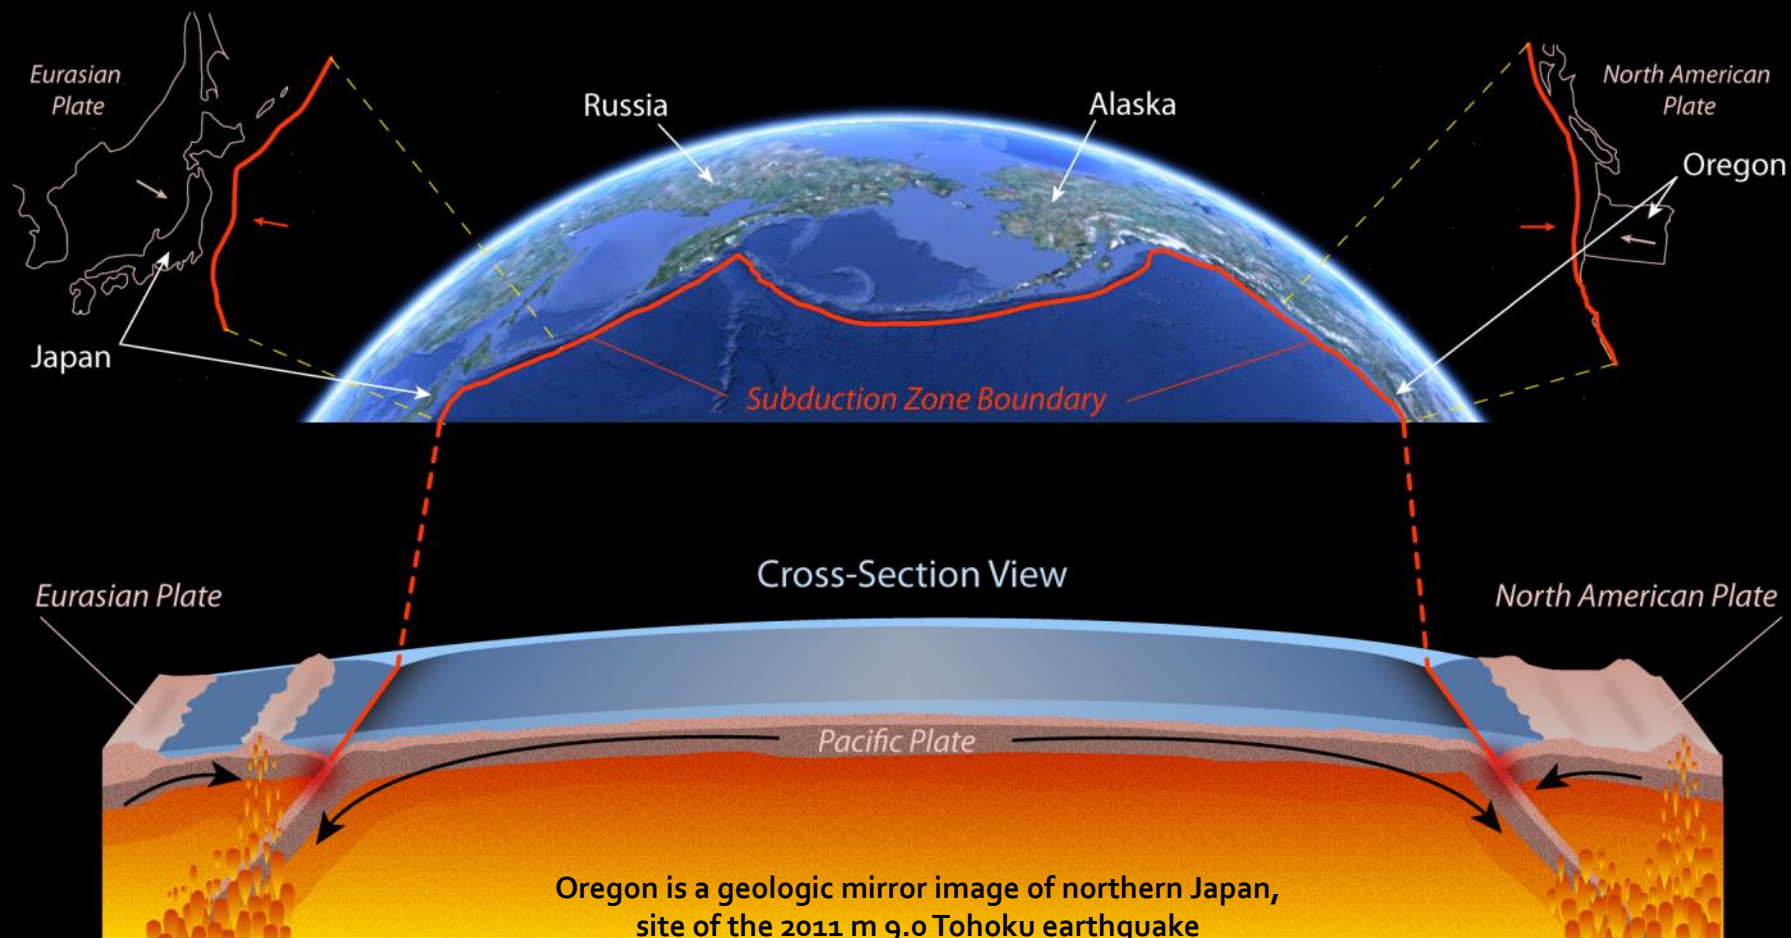 Eurasian
Plate
Russia
Alaska
North American
Plate
Oregon
Japan
Subduction Zone Boundary
Cross-Section View
Eurasian Plate
North American Plate
Pacific Plate
Oregon is a geologic mirror image of northern Japan,
site of the 2011 m 9.0 Tohoku earthquake